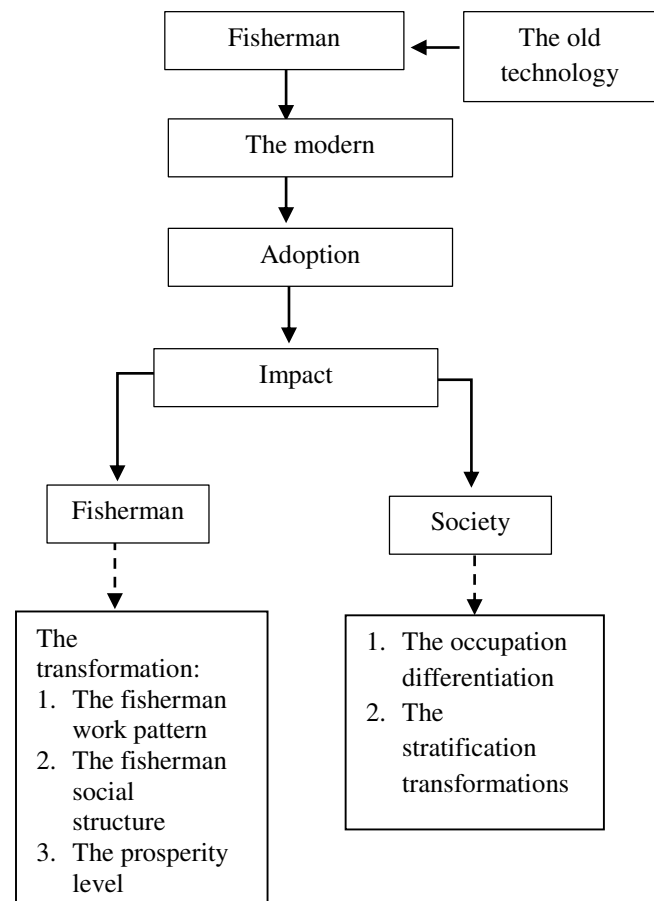 Fisherman
The old
technology
The modern
Adoption
Impact
Fisherman
Society
The
transformation:
1. The fisherman
work pattern
2. The fisherman
social
structure
3. The prosperity
level
1. The occupation
differentiation
2. The
stratification
transformations